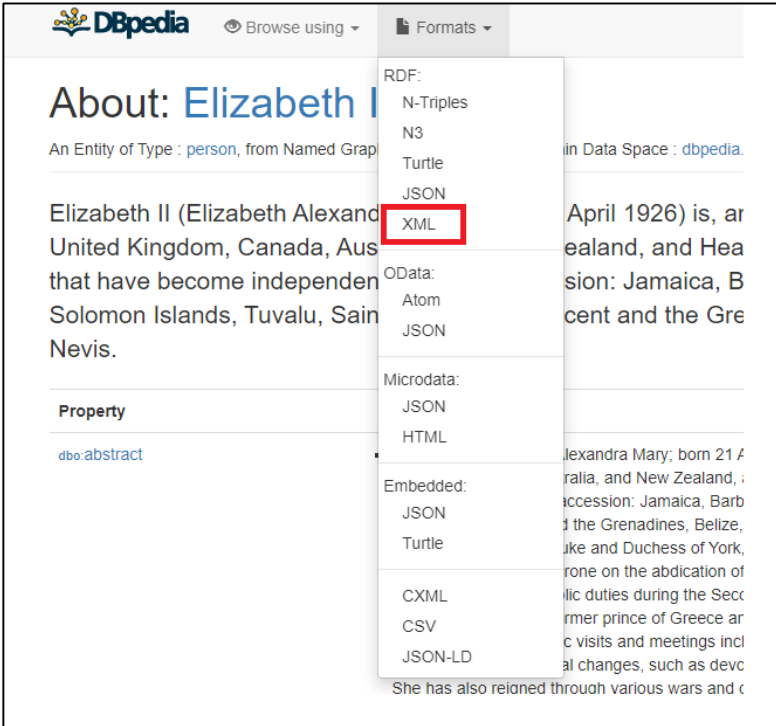 DBpedia Browse using Formats
RDF:
N-Triples
N3
Turtle
JSON
XML
OData:
Atom
JSON
Microdata:
JSON
HTML
Embedded:
JSON
Turtle
CXML
CSV
JSON-LD
About: Elizabeth I
An Entity of Type : person, from Named Grap in Data Space : dbpedia.
Elizabeth II (Elizabeth Alexand April 1926) is, an
United Kingdom, Canada, Aus ealand, and Hea
that have become independen sion: Jamaica, B
Solomon Islands, Tuvalu, Sain cent and the Gre
Nevis.
Property
dbo:abstract
lexandra Mary; born 21 A
ralia, and New Zealand,
accession: Jamaica, Barb
d the Grenadines, Belize,
uke and Duchess of York,
rone on the abdication of
lic duties during the Seco
rmer prince of Greece an
c visits and meetings incl
al changes, such as devo
She has also reigned through various wars and c